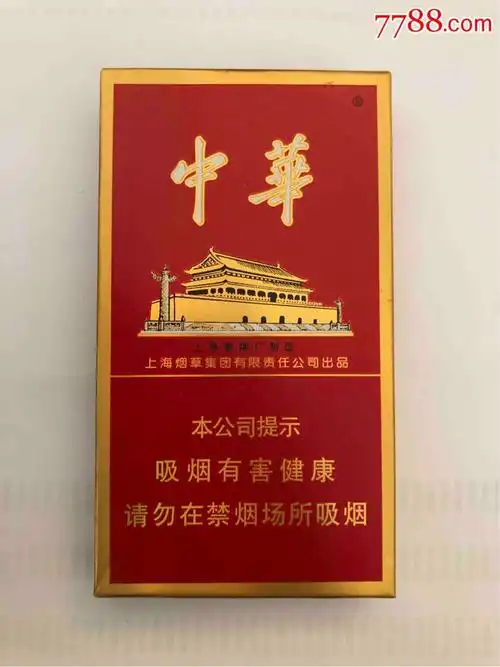 7788.com
中華
上海烟草集团有限责任公司出品
本公司提示
吸烟有害健康
请勿在禁烟场所吸烟